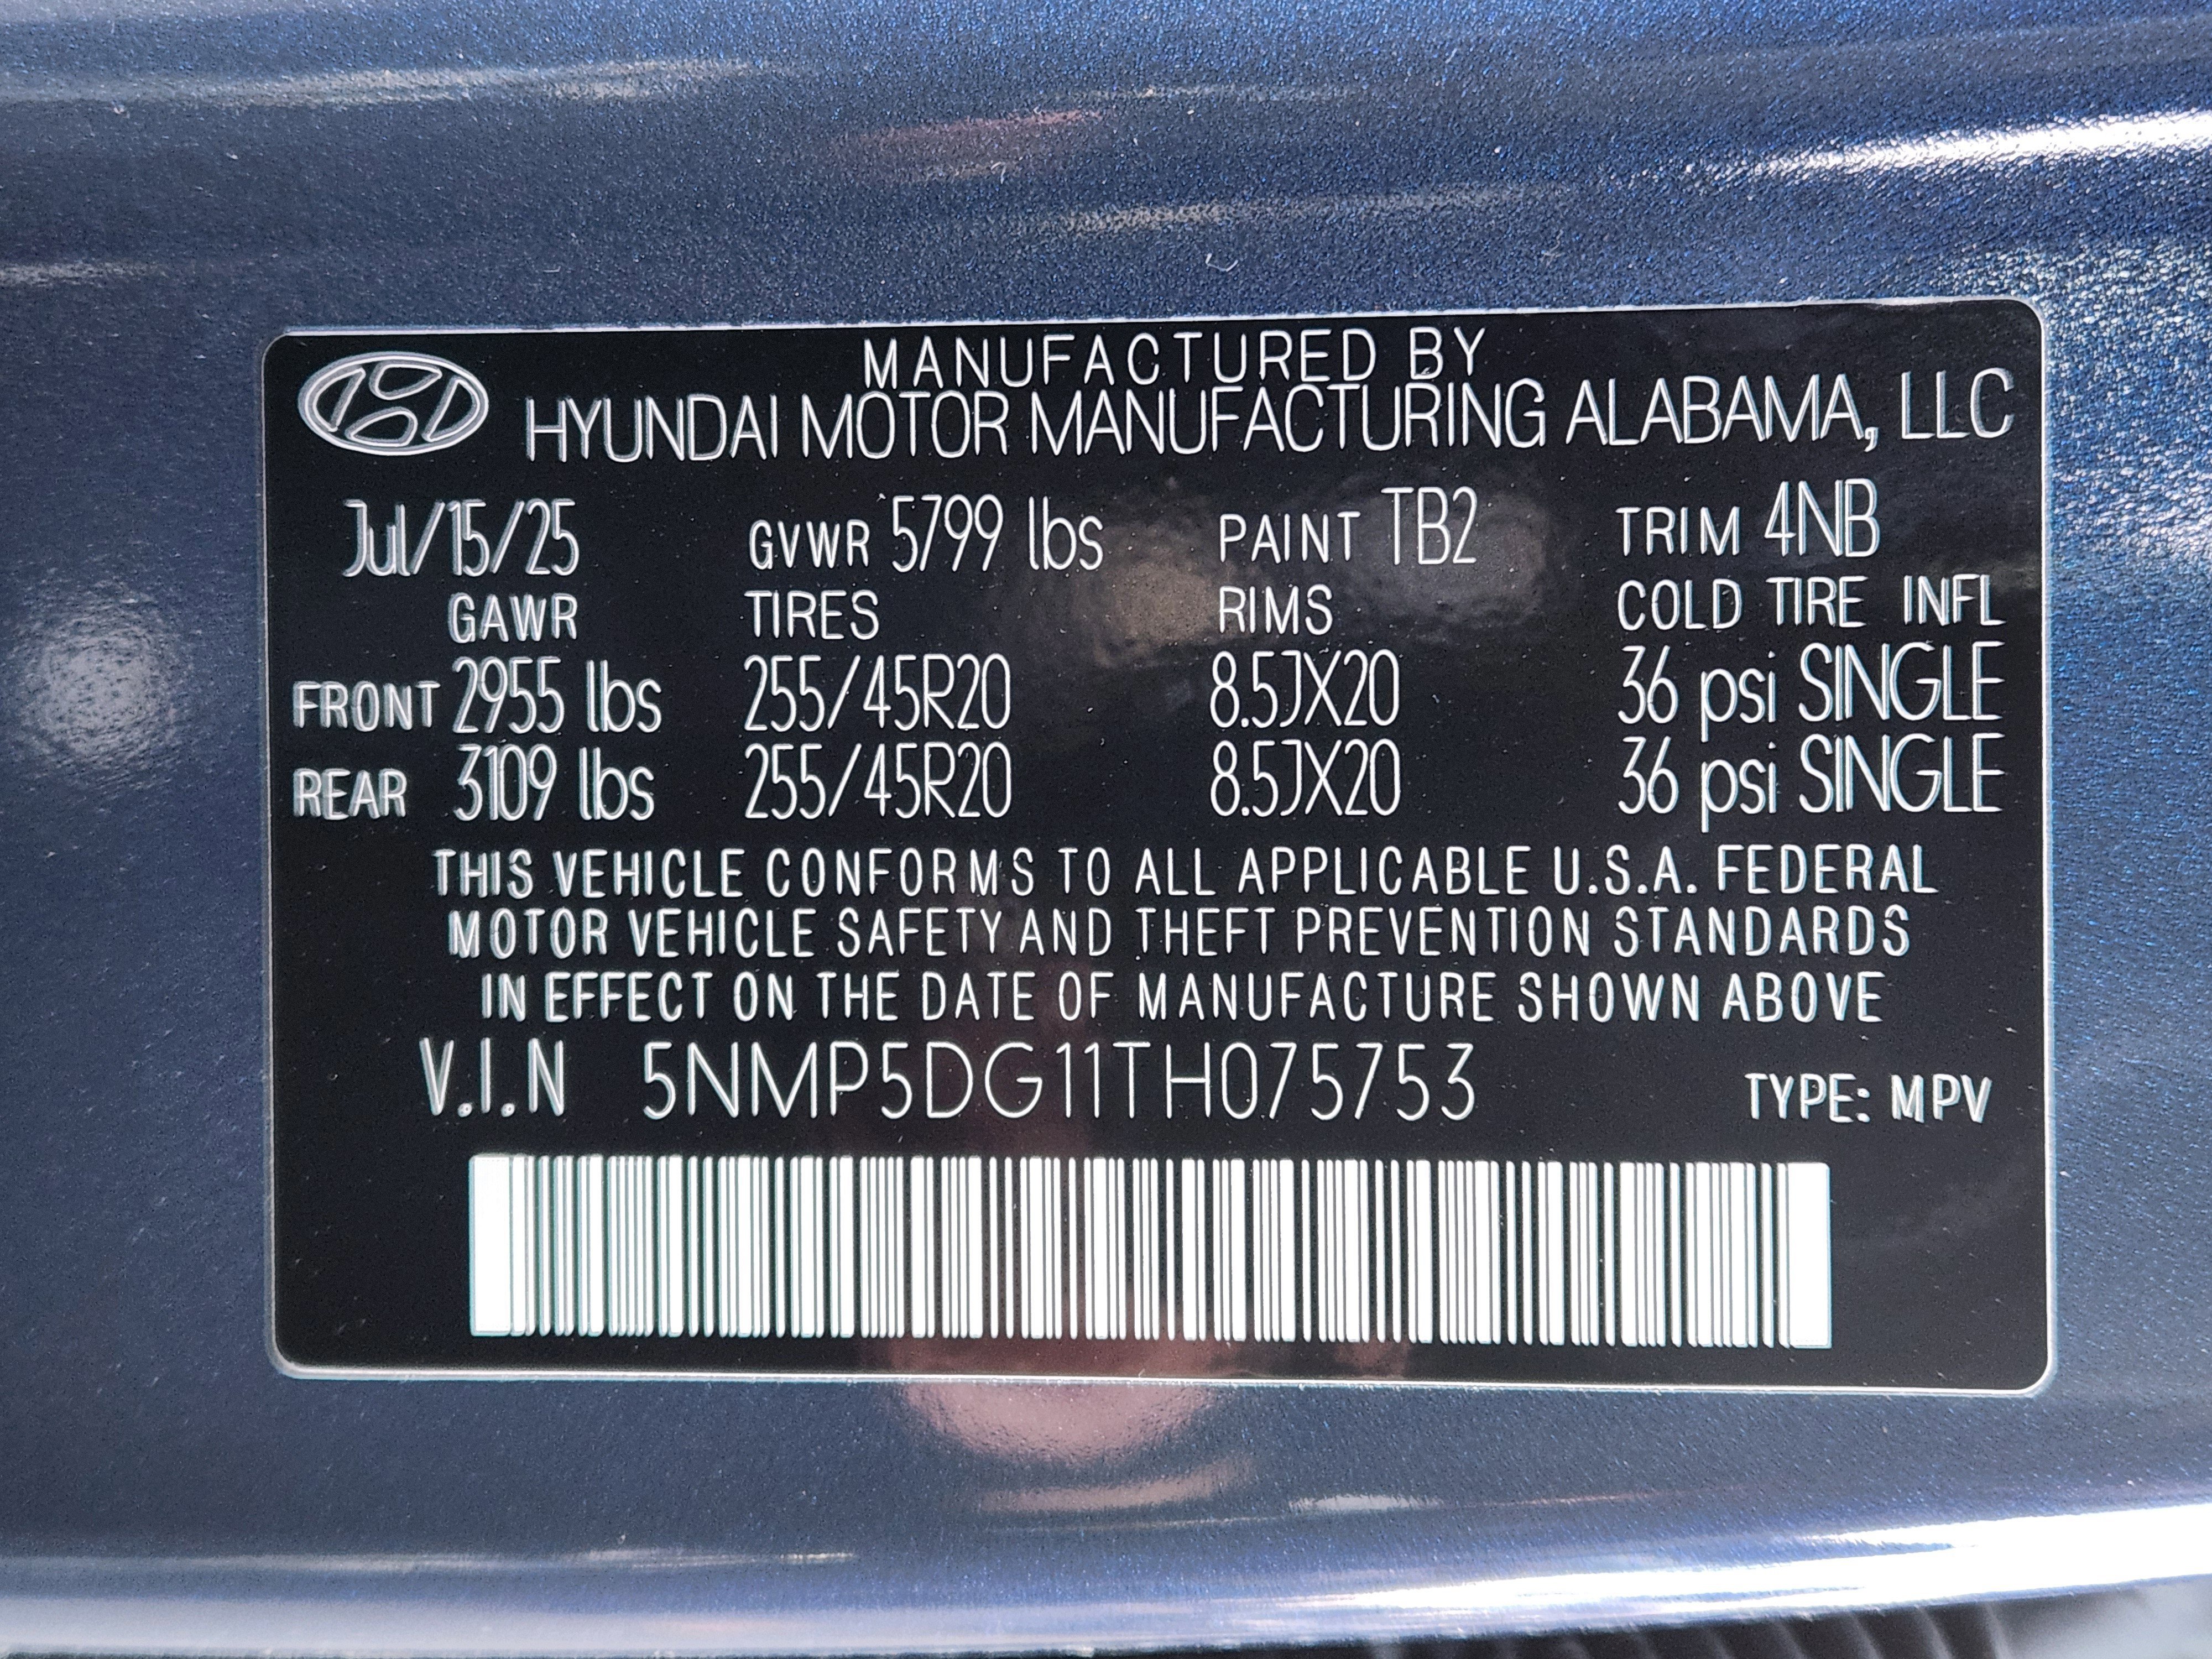 MANUFACTURED BY
HYUNDAI MOTOR MANUFACTURING ALABAMA, LLC
Jul/15/25 GVWR 5799 lbs PAINT TB2 TRIM 4NB
GAWR TIRES RIMS COLD TIRE INFL
FRONT 2955 lbs 255/45R20 8.5JX20 36 psi SINGLE
REAR 3109 lbs 255/45R20 8.5JX20 36 psi SINGLE
THIS VEHICLE CONFORMS TO ALL APPLICABLE U.S.A. FEDERAL
MOTOR VEHICLE SAFETY AND THEFT PREVENTION STANDARDS
IN EFFECT ON THE DATE OF MANUFACTURE SHOWN ABOVE
V.I.N 5NMP5DG11TH075753 TYPE: MPV